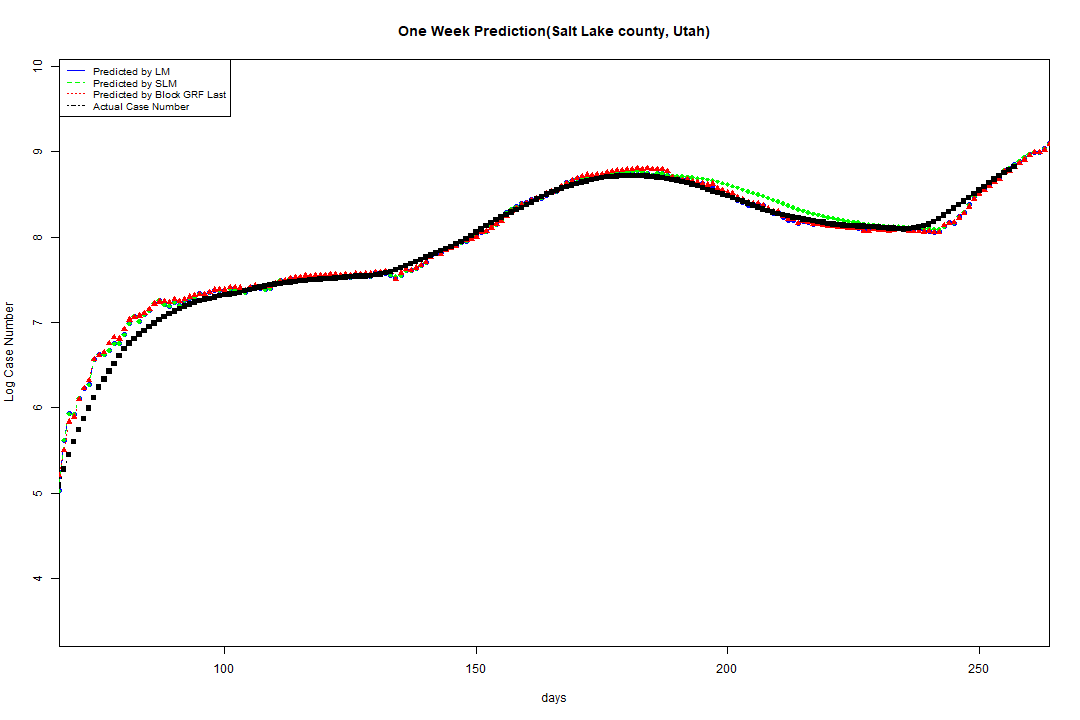 One Week Prediction(Salt Lake county, Utah)
Predicted by LM
Predicted by SLM
Predicted by Block GRF Last
Actual Case Number
10
9
8
7
6
5
4
Log Case Number
100
150
200
250
days